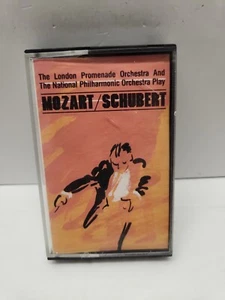 The London Promenade Orchestra And
The National Philharmonic Orchestra Play
MOZART/SCHUBERT